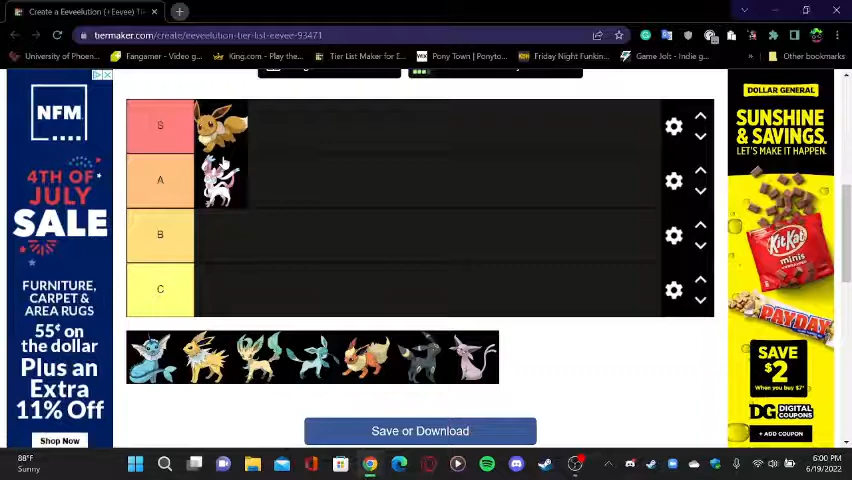 Create a Eeveelution (+Eevee) Tie
tiermaker.com/create/eeveelution-tier-list-eevee-93471
University of Phoen...
Fangamer - Video g...
King.com - Play the...
Tier List Maker for E...
Pony Town | Ponyto...
Friday Night Funkin...
Game Jolt - Indie g...
Other bookmarks
NFM
4TH OF
JULY
SALE
FURNITURE,
CARPET &
AREA RUGS
55¢ on
the dollar
Plus an
Extra
11% Off
Shop Now
S
A
B
C
Save or Download
DOLLAR GENERAL
SUNSHINE
& SAVINGS.
LET'S MAKE IT HAPPEN.
KitKat
minis
PAYDAY
SAVE
$2
When you buy $7*
DG DIGITAL
COUPONS
+ ADD COUPON
88°F
Sunny
6:00 PM
6/19/2022